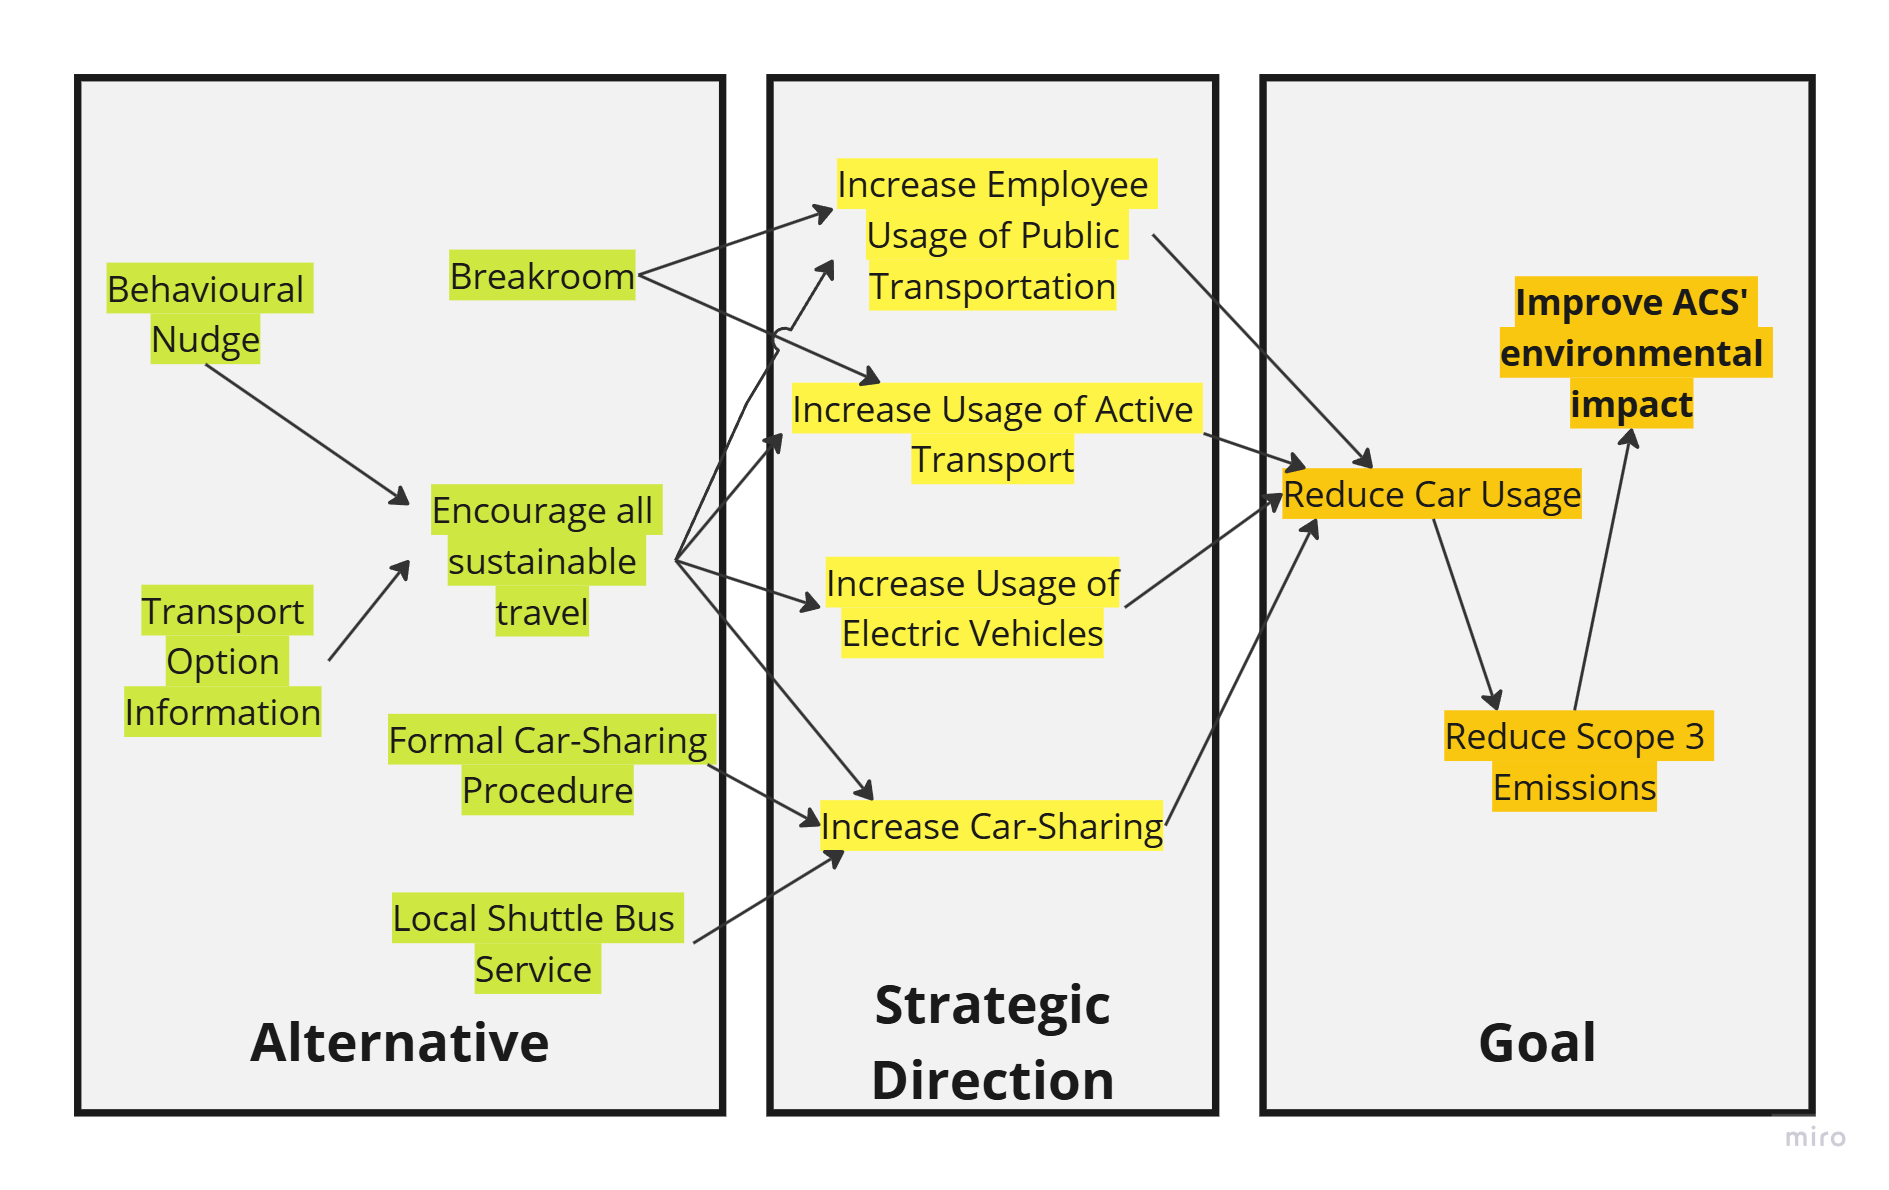 Behavioural
Nudge
Breakroom
Transport
Option
Information
Encourage all
sustainable
travel
Formal Car-Sharing
Procedure
Local Shuttle Bus
Service
Alternative
Increase Employee
Usage of Public
Transportation
Increase Usage of Active
Transport
Increase Usage of
Electric Vehicles
Increase Car-Sharing
Strategic
Direction
Improve ACS'
environmental
impact
Reduce Car Usage
Reduce Scope 3
Emissions
Goal
miro